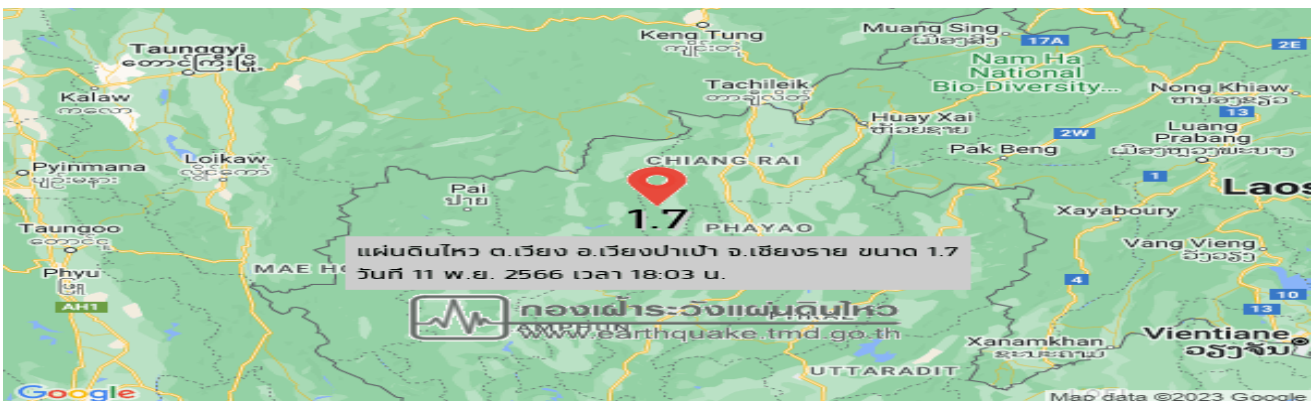 Muang Sing
ເມືອງສິງ
17A
2E
Keng Tung
ကျိုင်းတုံ
Taunggyi
တောင်ကြီးမြို့
Nam Ha
National
Bio-Diversity...
Tachileik
တာချီလိတ်
Nong Khiaw
ໜອງຂຽວ
Kalaw
ကလော
13
Huay Xai
ຫ້ວຍຊາຍ
2W
Luang
Prabang
ເມືອງຫຼວງພະບາງ
Pak Beng
Pyinmana
ပျဉ်းမနား
Loikaw
လွိုင်ကော်
CHIANG RAI
1
Laos
Pai
ปาย
1.7
PHAYAO
Xayaboury
Taungoo
တောင်ငူ
Vang Vieng
ວັງວຽງ
แผ่นดินไหว ต.เวียง อ.เวียงป่าเป้า จ.เชียงราย ขนาด 1.7
วันที่ 11 พ.ย. 2566 เวลา 18:03 น.
MAE HO
Phyu
ဖြူး
AH1
4
10
13
กองเฝ้าระวังแผ่นดินไหว
www.earthquake.tmd.go.th
Xanamkhan
ຊະນະຄາມ
Vientiane
ວຽງຈັນ
UTTARADIT
Google
Map data ©2023 Google